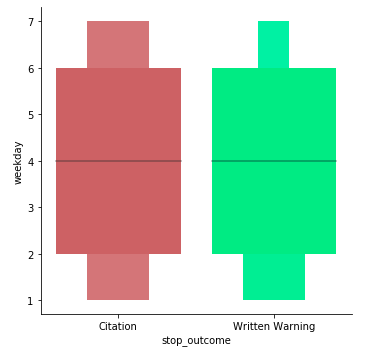 7
6
5
4
3
2
1
weekday
Citation
Written Warning
stop_outcome